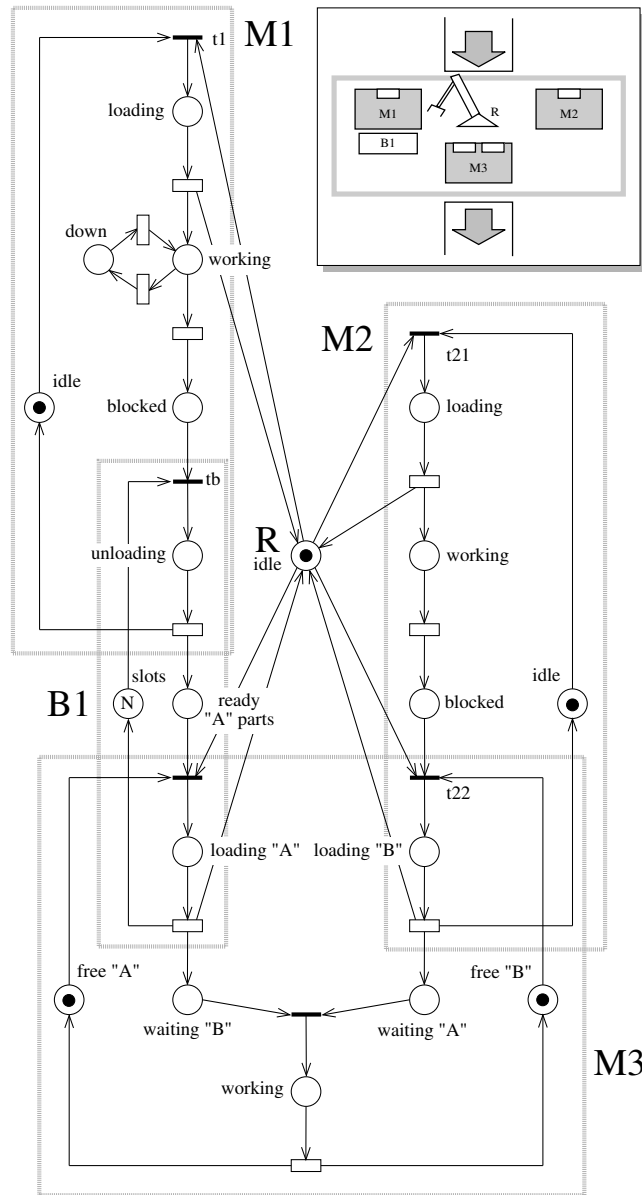 M1
t1
loading
down
working
idle
blocked
tb
unloading
slots
N
B1
ready
"A" parts
R
idle
M1
R
M2
B1
M3
M2
t21
loading
working
blocked
idle
t22
loading "A"
loading "B"
free "A"
free "B"
waiting "B"
waiting "A"
working
M3